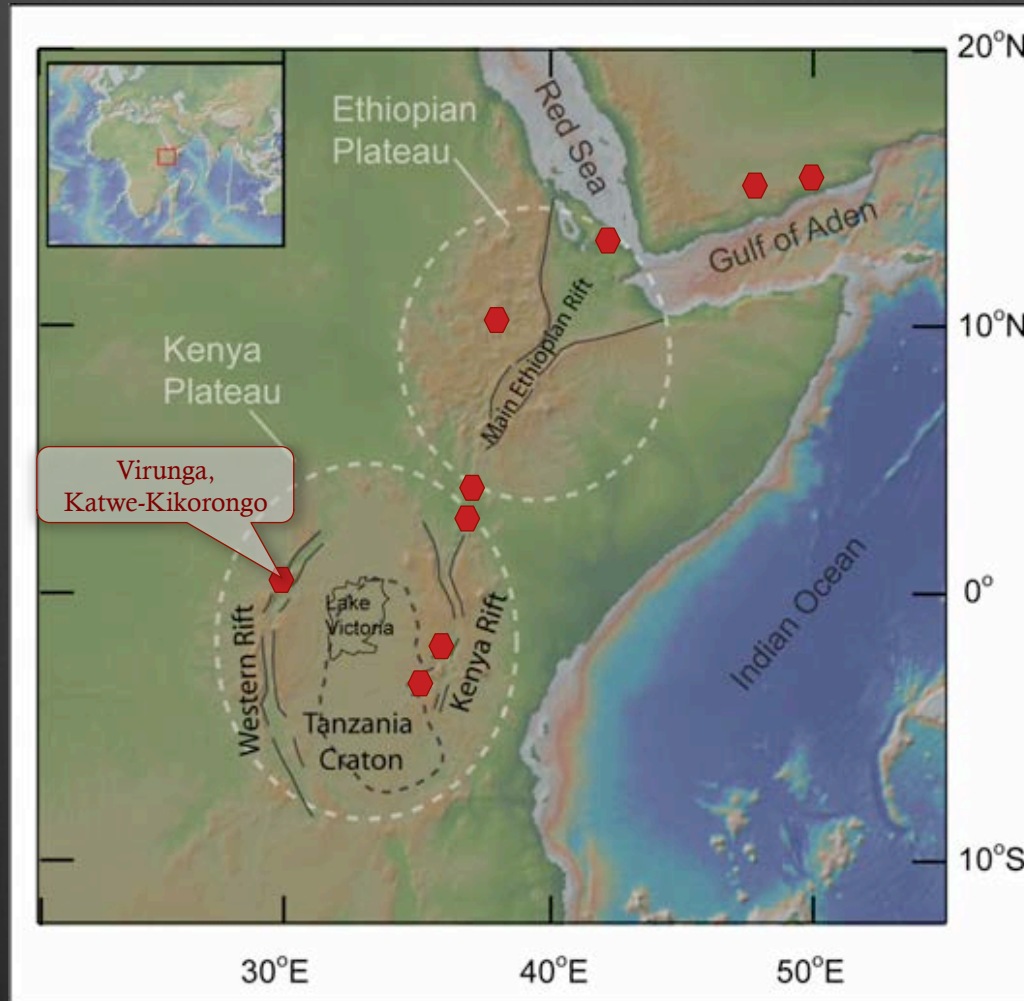 20°N
Ethiopian
Plateau
Red Sea
Gulf of Aden
10°N
Main Ethiopian Rift
Kenya
Plateau
Virunga,
Katwe-Kikorongo
Indian Ocean
0°
Lake
Victoria
Western Rift
Kenya Rift
Tanzania
Craton
10°S
30°E
40°E
50°E